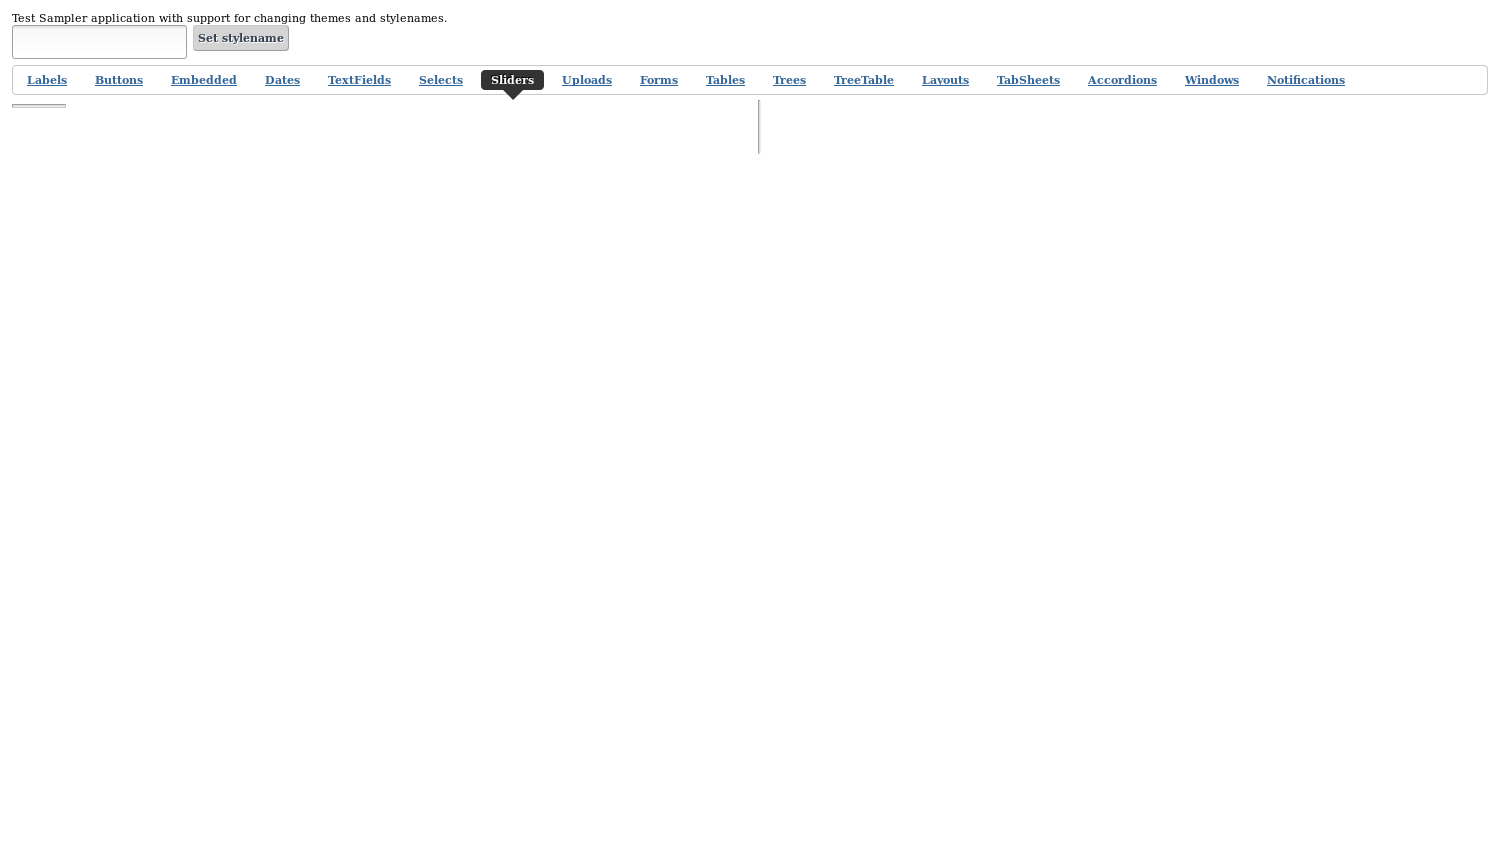 Test Sampler application with support for changing themes and stylenames.
Set stylename
Labels Buttons Embedded Dates TextFields Selects Sliders Uploads Forms Tables Trees TreeTable Layouts TabSheets Accordions Windows Notifications